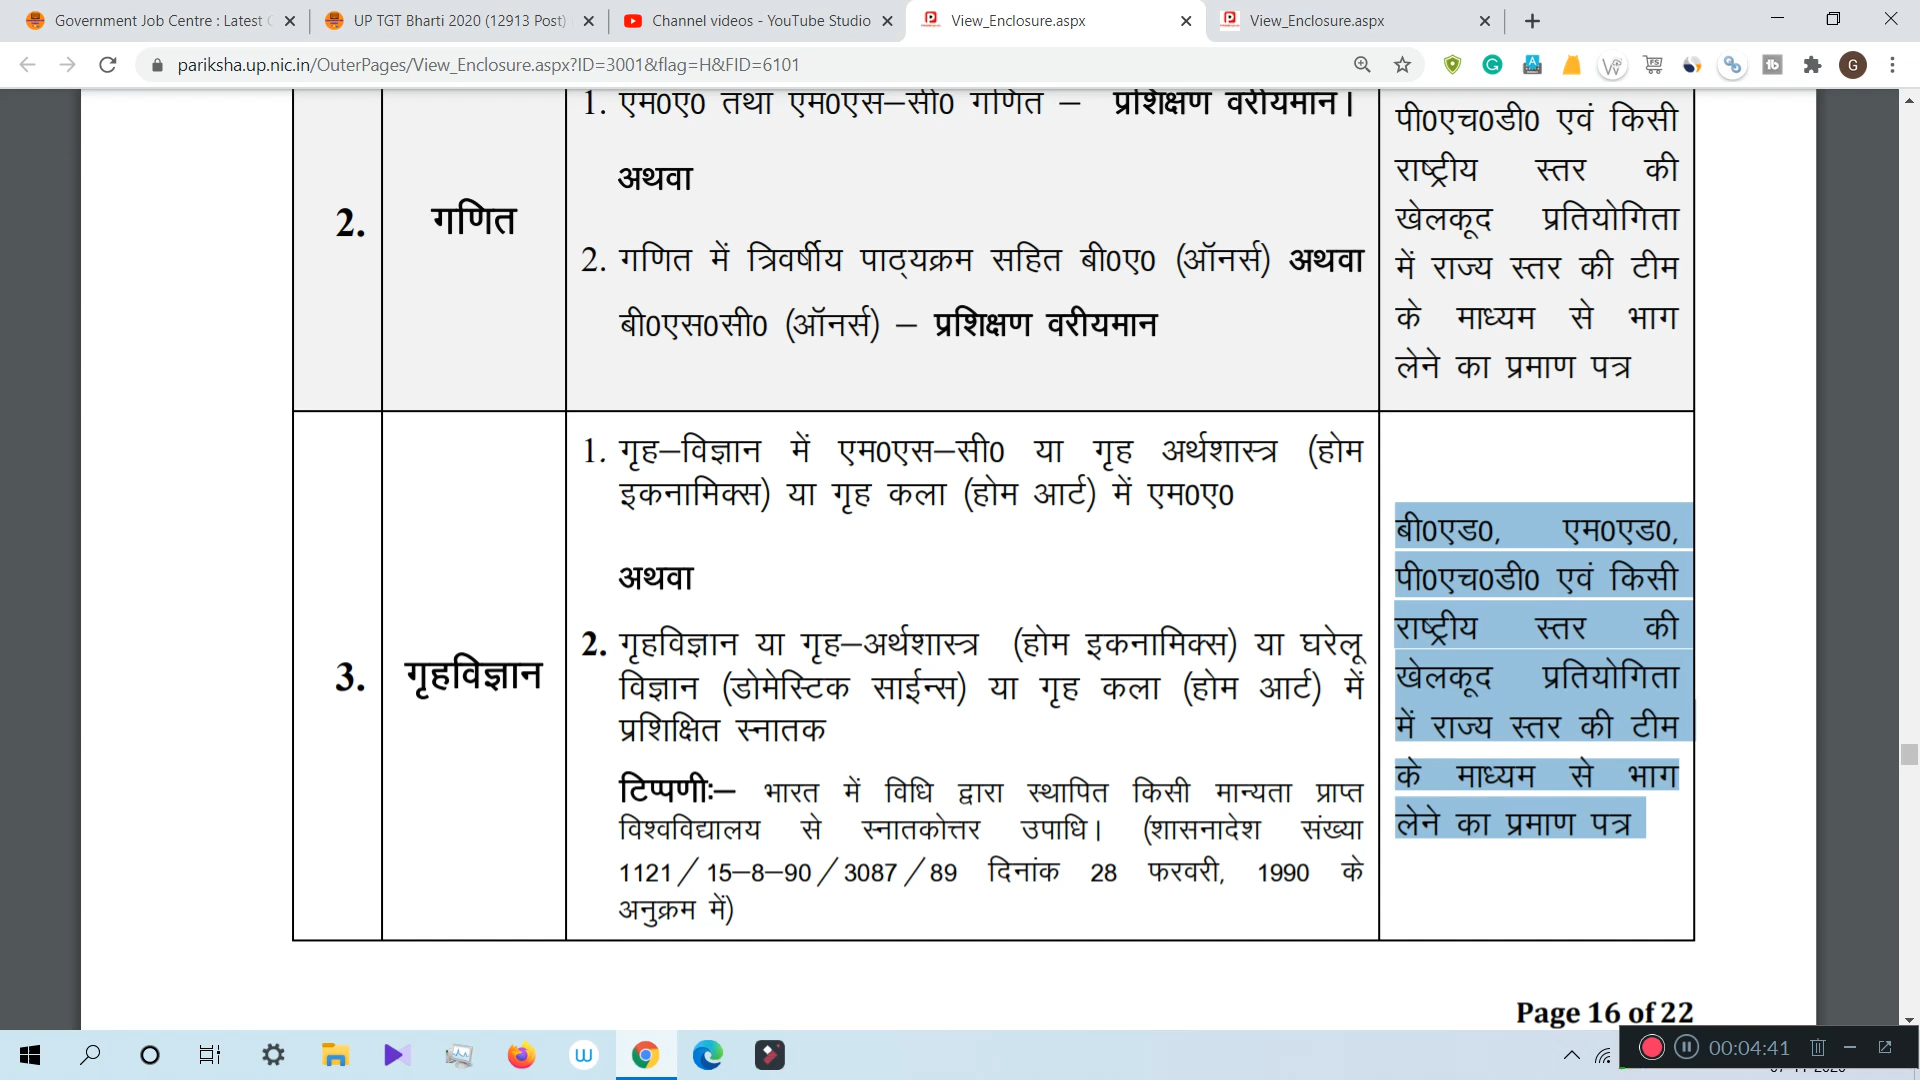 Government Job Centre : Latest
UP TGT Bharti 2020 (12913 Post)
Channel videos - YouTube Studio
View_Enclosure.aspx
View_Enclosure.aspx
pariksha.up.nic.in/OuterPages/View_Enclosure.aspx?ID=3001&flag=H&FID=6101
G
2.
गणित
1. एम0ए0 तथा एम0एस–सी0 गणित – प्रशिक्षण वरीयमान।
अथवा
2. गणित में त्रिवर्षीय पाठ्यक्रम सहित बी0ए0 (ऑनर्स) अथवा
बी0एस0सी0 (ऑनर्स) – प्रशिक्षण वरीयमान
पी0एच0डी0 एवं किसी
राष्ट्रीय स्तर की
खेलकूद प्रतियोगिता
में राज्य स्तर की टीम
के माध्यम से भाग
लेने का प्रमाण पत्र
3.
गृहविज्ञान
1. गृह–विज्ञान में एम0एस–सी0 या गृह अर्थशास्त्र (होम
इकनामिक्स) या गृह कला (होम आर्ट) में एम0ए0
अथवा
2. गृहविज्ञान या गृह–अर्थशास्त्र (होम इकनामिक्स) या घरेलू
विज्ञान (डोमेस्टिक साईन्स) या गृह कला (होम आर्ट) में
प्रशिक्षित स्नातक
टिप्पणीः– भारत में विधि द्वारा स्थापित किसी मान्यता प्राप्त
विश्वविद्यालय से स्नातकोत्तर उपाधि। (शासनादेश संख्या
1121/15–8–90/3087/89 दिनांक 28 फरवरी, 1990 के
अनुक्रम में)
बी0एड0, एम0एड0,
पी0एच0डी0 एवं किसी
राष्ट्रीय स्तर की
खेलकूद प्रतियोगिता
में राज्य स्तर की टीम
के माध्यम से भाग
लेने का प्रमाण पत्र
Page 16 of 22
00:04:41